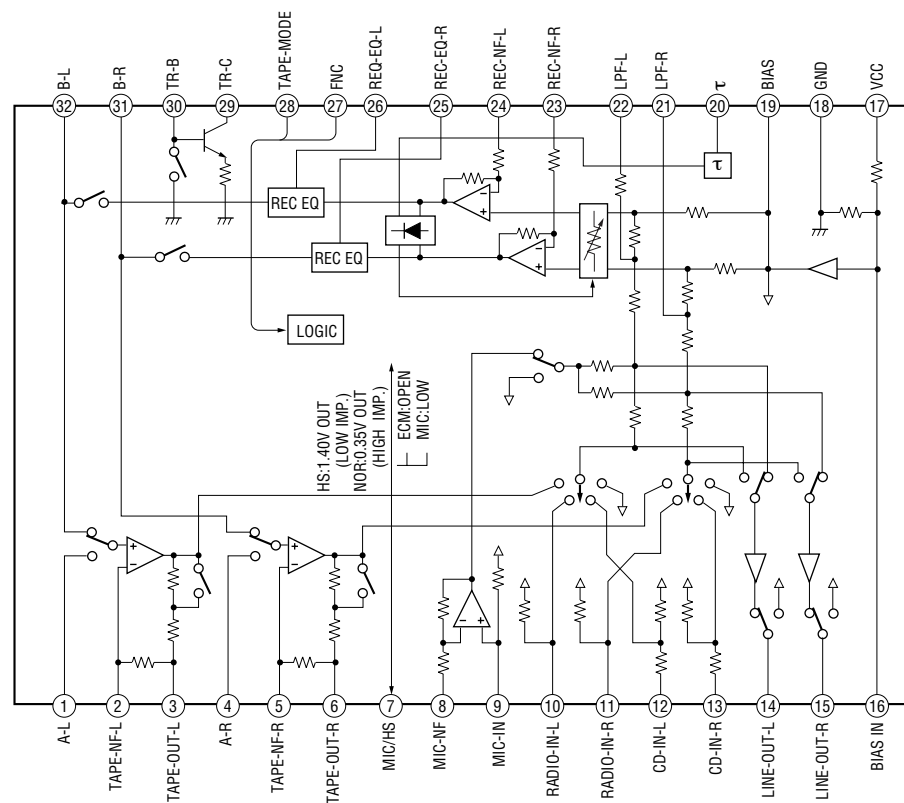 B-L
B-R
TR-B
TR-C
TAPE-MODE
FNC
REQ-EQ-L
REC-EQ-R
REC-NF-L
REC-NF-R
LPF-L
LPF-R
τ
BIAS
GND
VCC
32
31
30
29
28
27
26
25
24
23
22
21
20
19
18
17
τ
REC EQ
REC EQ
LOGIC
HS:1.40V OUT
(LOW IMP.)
NOR:0.35V OUT
(HIGH IMP.)
ECM:OPEN
MIC:LOW
+
−
+
−
−
+
−
+
−
+
1
2
3
4
5
6
7
8
9
10
11
12
13
14
15
16
A-L
TAPE-NF-L
TAPE-OUT-L
A-R
TAPE-NF-R
TAPE-OUT-R
MIC/HS
MIC-NF
MIC-IN
RADIO-IN-L
RADIO-IN-R
CD-IN-L
CD-IN-R
LINE-OUT-L
LINE-OUT-R
BIAS IN